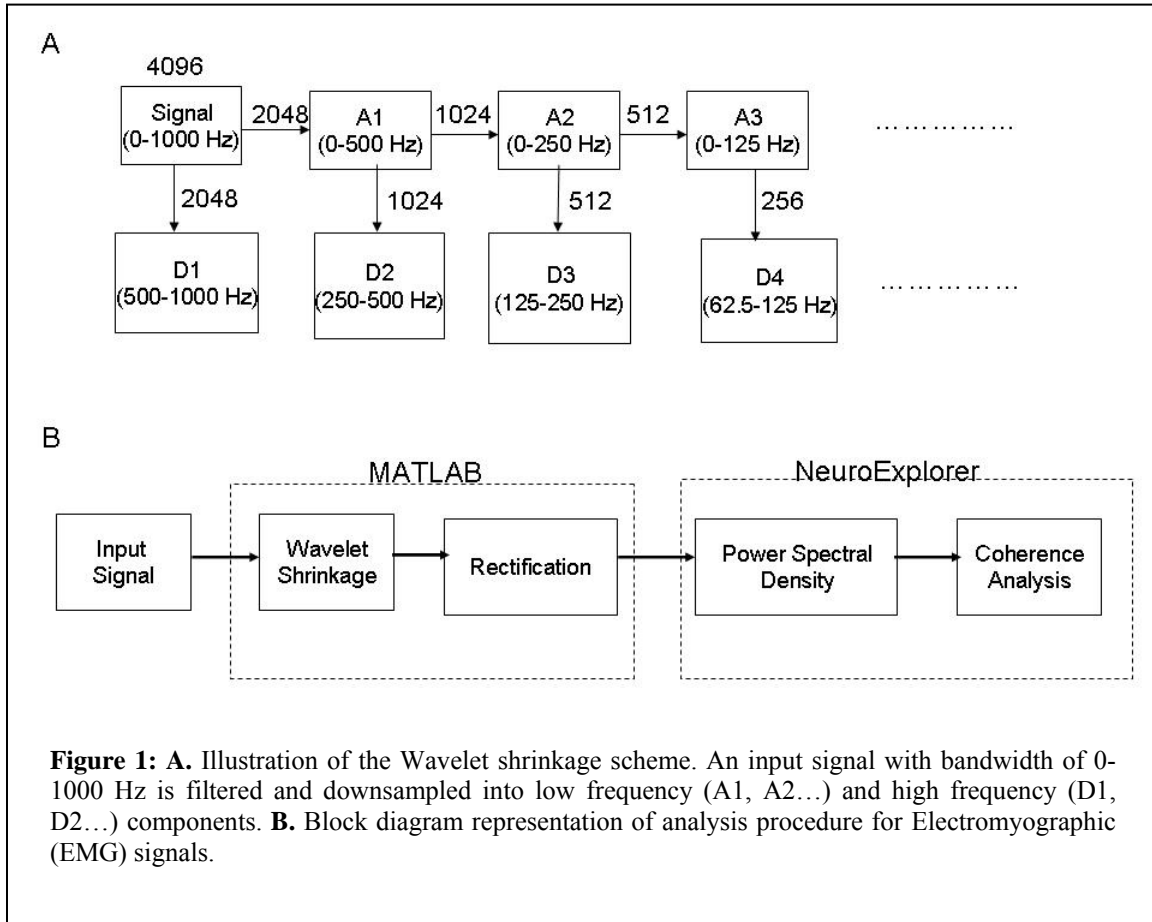 A
4096
Signal
(0-1000 Hz)
2048
A1
(0-500 Hz)
1024
A2
(0-250 Hz)
512
A3
(0-125 Hz)
……………
2048
1024
512
256
D1
(500-1000 Hz)
D2
(250-500 Hz)
D3
(125-250 Hz)
D4
(62.5-125 Hz)
……………
B
MATLAB
NeuroExplorer
Input
Signal
Wavelet
Shrinkage
Rectification
Power Spectral
Density
Coherence
Analysis
Figure 1: A. Illustration of the Wavelet shrinkage scheme. An input signal with bandwidth of 0-
1000 Hz is filtered and downsampled into low frequency (A1, A2…) and high frequency (D1,
D2…) components. B. Block diagram representation of analysis procedure for Electromyographic
(EMG) signals.